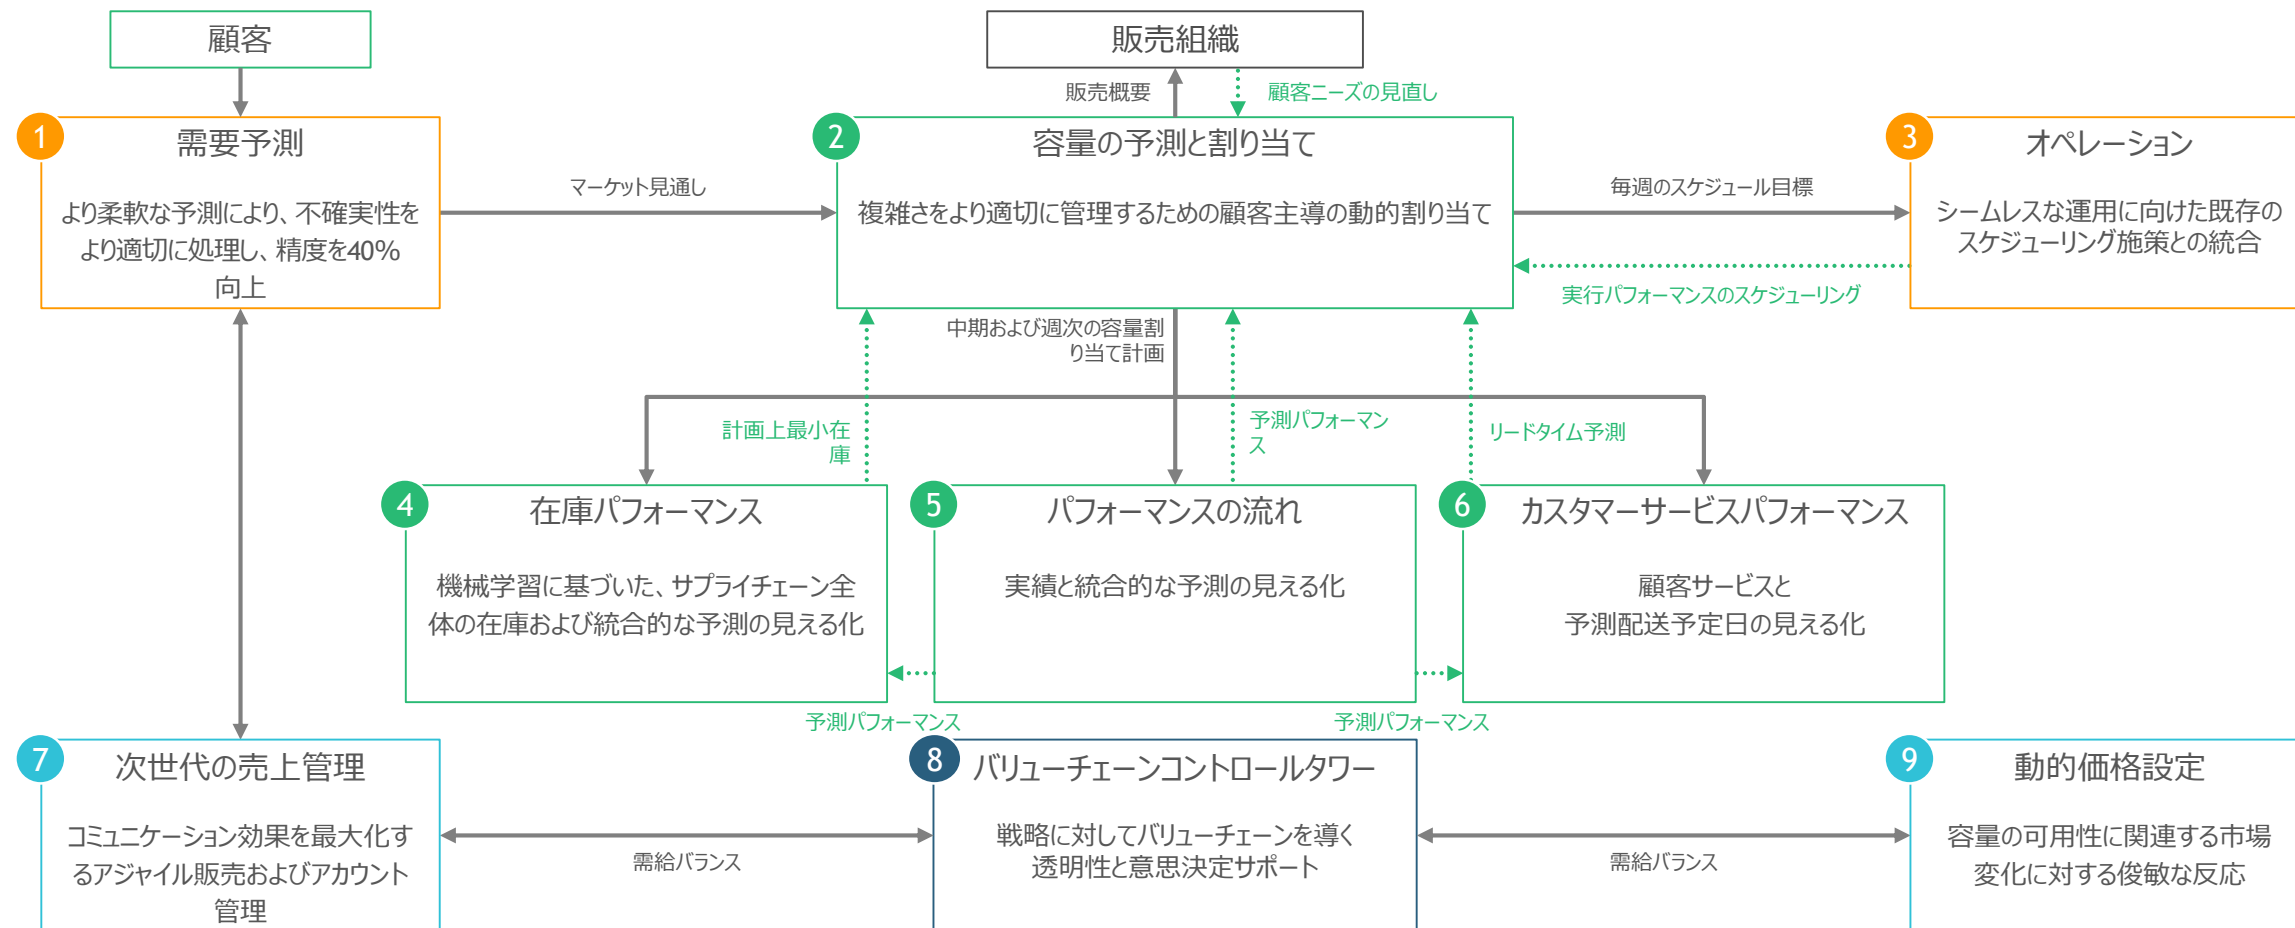 顧客
販売組織
販売概要
顧客ニーズの見直し
1
需要予測
より柔軟な予測により、不確実性を
より適切に処理し、精度を40%
向上
マーケット見通し
2
容量の予測と割り当て
複雑さをより適切に管理するための顧客主導の動的割り当て
毎週のスケジュール目標
実行パフォーマンスのスケジューリング
3
オペレーション
シームレスな運用に向けた既存の
スケジューリング施策との統合
中期および週次の容量割
り当て計画
計画上最小在
庫
予測パフォーマン
ス
リードタイム予測
4
在庫パフォーマンス
機械学習に基づいた、サプライチェーン全
体の在庫および統合的な予測の見える化
5
パフォーマンスの流れ
実績と統合的な予測の見える化
6
カスタマーサービスパフォーマンス
顧客サービスと
予測配送予定日の見える化
予測パフォーマンス
予測パフォーマンス
7
次世代の売上管理
コミュニケーション効果を最大化す
るアジャイル販売およびアカウント
管理
需給バランス
8
バリューチェーンコントロールタワー
戦略に対してバリューチェーンを導く
透明性と意思決定サポート
需給バランス
9
動的価格設定
容量の可用性に関連する市場
変化に対する俊敏な反応